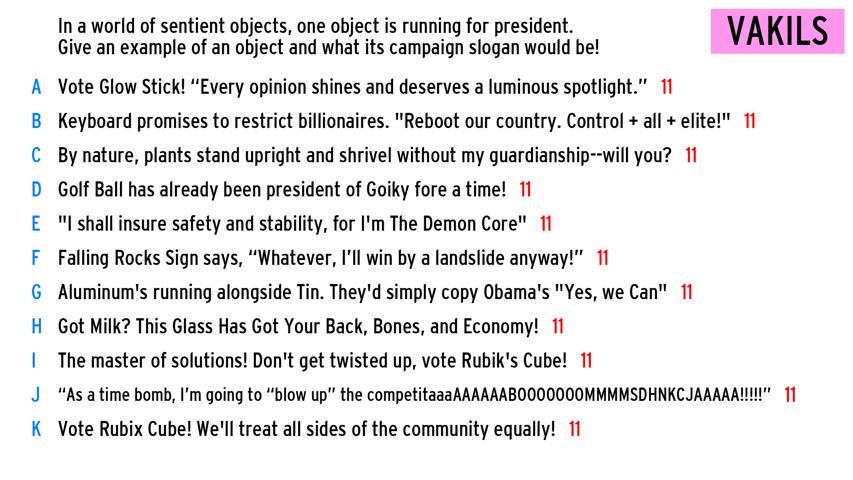 In a world of sentient objects, one object is running for president.
Give an example of an object and what its campaign slogan would be!
VAKILS
A Vote Glow Stick! “Every opinion shines and deserves a luminous spotlight.” 11
B Keyboard promises to restrict billionaires. "Reboot our country. Control + all + elite!" 11
C By nature, plants stand upright and shrivel without my guardianship--will you? 11
D Golf Ball has already been president of Goiky fore a time! 11
E "I shall insure safety and stability, for I'm The Demon Core" 11
F Falling Rocks Sign says, “Whatever, I’ll win by a landslide anyway!” 11
G Aluminum's running alongside Tin. They'd simply copy Obama's "Yes, we Can" 11
H Got Milk? This Glass Has Got Your Back, Bones, and Economy! 11
I The master of solutions! Don't get twisted up, vote Rubik's Cube! 11
J “As a time bomb, I’m going to “blow up” the competitaaaAAAAAABOOOOOOOMMMMSDHNKCJAAAAA!!!!!” 11
K Vote Rubix Cube! We'll treat all sides of the community equally! 11